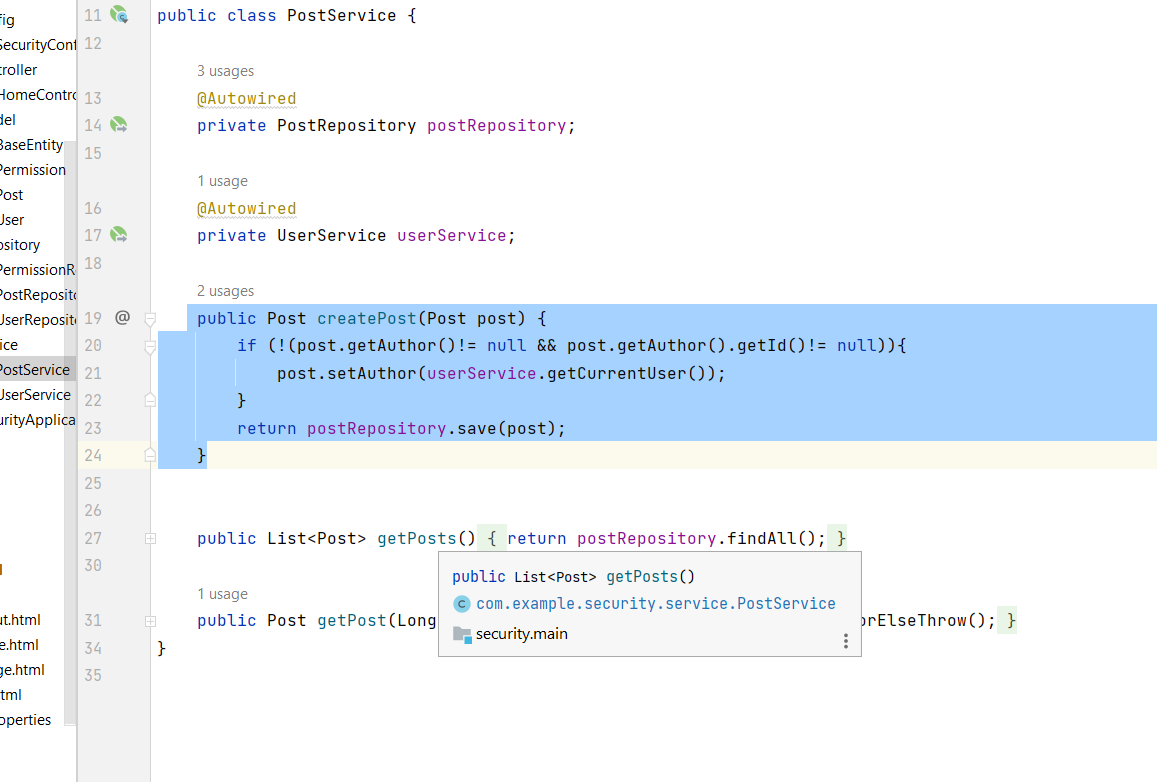 fig
SecurityConf
troller
HomeContro
del
BaseEntity
Permission
Post
User
ository
PermissionR
PostReposito
UserReposito
ice
PostService
UserService
urityApplica
ut.html
e.html
ge.html
tml
operties
11 public class PostService {
12
3 usages
13 @Autowired
14 private PostRepository postRepository;
15
1 usage
16 @Autowired
17 private UserService userService;
18
2 usages
19 @ public Post createPost(Post post) {
20 if (!(post.getAuthor()!= null && post.getAuthor().getId()!= null)){
21 post.setAuthor(userService.getCurrentUser());
22 }
23 return postRepository.save(post);
24 }
25
26
27 public List<Post> getPosts() { return postRepository.findAll(); }
30
public List<Post> getPosts()
C com.example.security.service.PostService
security.main
1 usage
31 public Post getPost(Long orElseThrow(); }
34 }
35